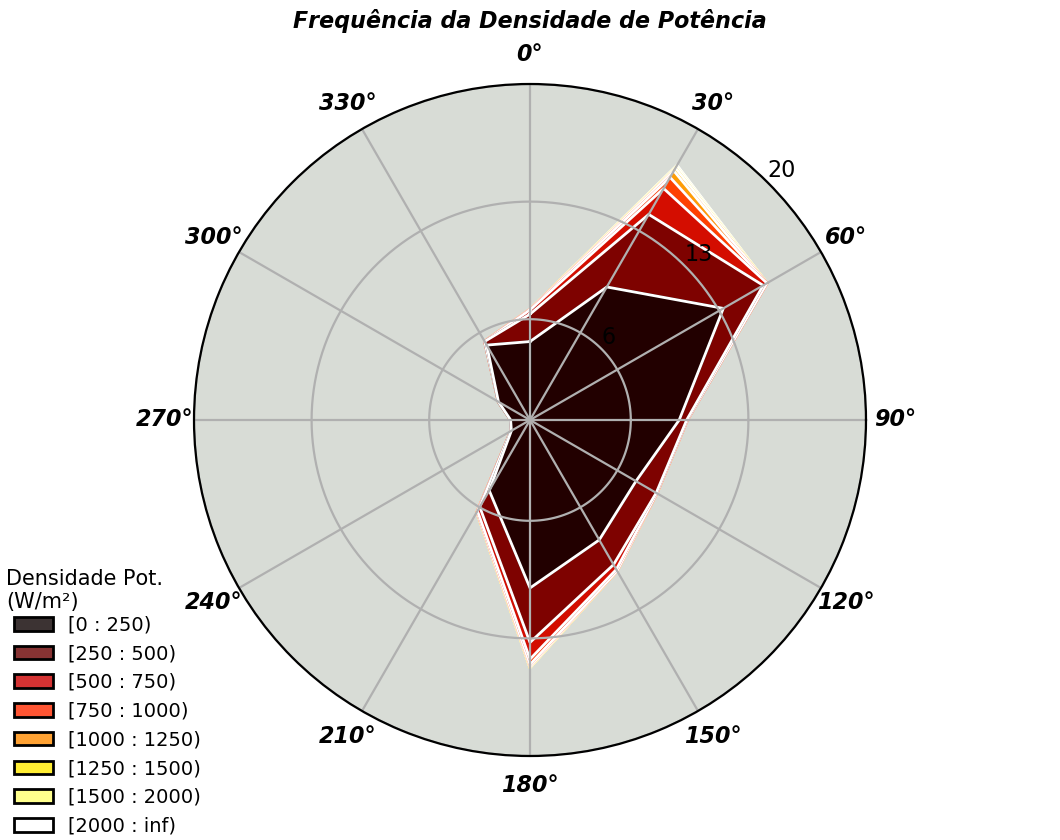 Frequência da Densidade de Potência
0°
330°
30°
20
300°
60°
13
6
270°
90°
240°
120°
210°
150°
180°
Densidade Pot.
(W/m²)
[0 : 250)
[250 : 500)
[500 : 750)
[750 : 1000)
[1000 : 1250)
[1250 : 1500)
[1500 : 2000)
[2000 : inf)